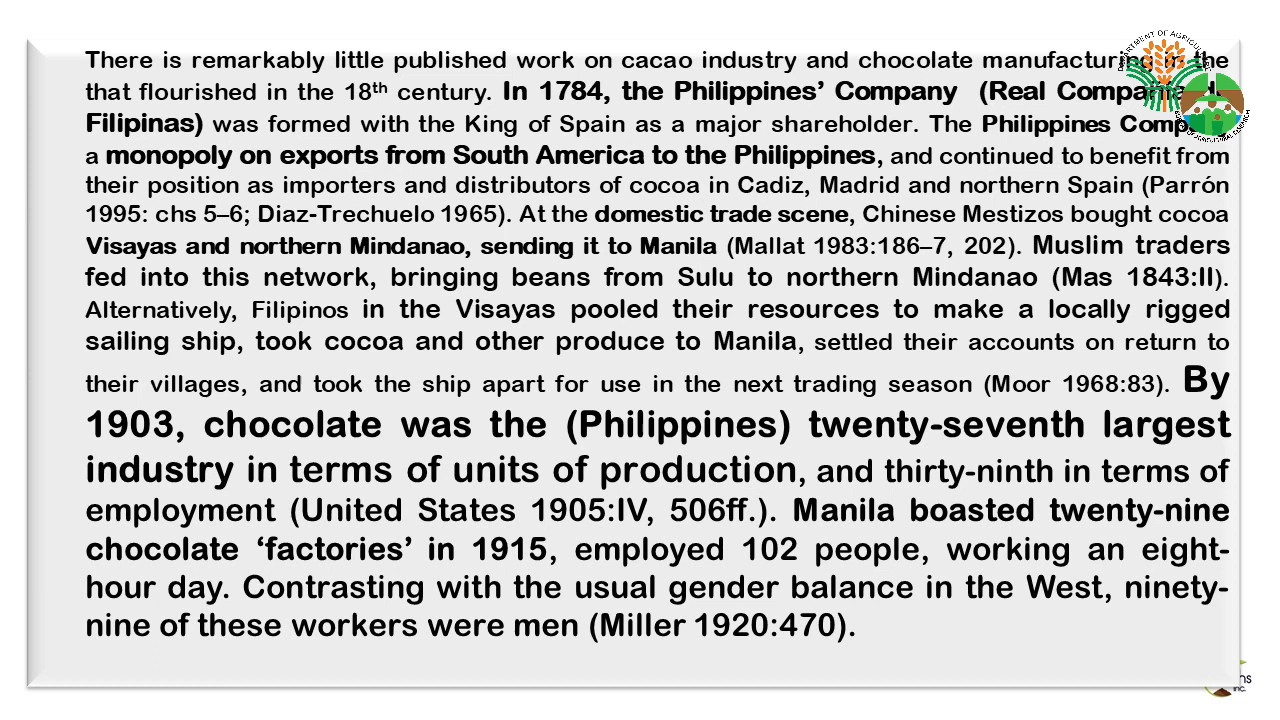 There is remarkably little published work on cacao industry and chocolate manufacturing in the
that flourished in the 18th century. In 1784, the Philippines’ Company (Real
Filipinas) was formed with the King of Spain as a major shareholder. The Philippines
a monopoly on exports from South America to the Philippines, and continued to benefit from
their position as importers and distributors of cocoa in Cadiz, Madrid and northern Spain (Parrón
1995: chs 5–6; Diaz-Trechuelo 1965). At the domestic trade scene, Chinese Mestizos bought cocoa
Visayas and northern Mindanao, sending it to Manila (Mallat 1983:186–7, 202). Muslim traders
fed into this network, bringing beans from Sulu to northern Mindanao (Mas 1843:II).
Alternatively, Filipinos in the Visayas pooled their resources to make a locally rigged
sailing ship, took cocoa and other produce to Manila, settled their accounts on return to
their villages, and took the ship apart for use in the next trading season (Moor 1968:83). By
1903, chocolate was the (Philippines) twenty-seventh largest
industry in terms of units of production, and thirty-ninth in terms of
employment (United States 1905:IV, 506ff.). Manila boasted twenty-nine
chocolate ‘factories’ in 1915, employed 102 people, working an eight-
hour day. Contrasting with the usual gender balance in the West, ninety-
nine of these workers were men (Miller 1920:470).
DEPARTMENT OF AGRICULTURE
Inc.